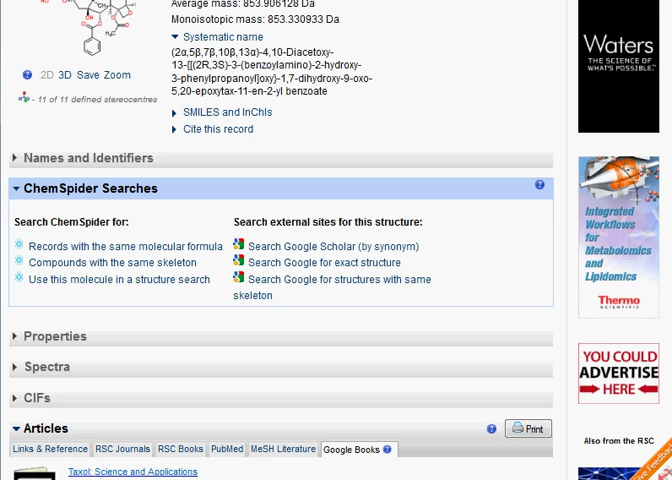 Average mass: 853.906128 Da
Monoisotopic mass: 853.330933 Da
Systematic name
(2α,5β,7β,10β,13α)-4,10-Diacetoxy-
13-{[(2R,3S)-3-(benzoylamino)-2-hydroxy-
3-phenylpropanoyl]oxy}-1,7-dihydroxy-9-oxo-
5,20-epoxytax-11-en-2-yl benzoate
2D 3D Save Zoom
- 11 of 11 defined stereocentres
SMILES and InChIs
Cite this record
Names and Identifiers
ChemSpider Searches
Search ChemSpider for:
Records with the same molecular formula
Compounds with the same skeleton
Use this molecule in a structure search
Search external sites for this structure:
Search Google Scholar (by synonym)
Search Google for exact structure
Search Google for structures with same
skeleton
Properties
Spectra
CIFs
Articles
Print
Links & Reference RSC Journals RSC Books PubMed MeSH Literature Google Books
Taxol: Science and Applications
Waters
THE SCIENCE OF
WHAT'S POSSIBLE.™
Integrated
Workflows
for
Metabolomics
and
Lipidomics
Thermo
SCIENTIFIC
YOU COULD
ADVERTISE
HERE
Also from the RSC
Feedback